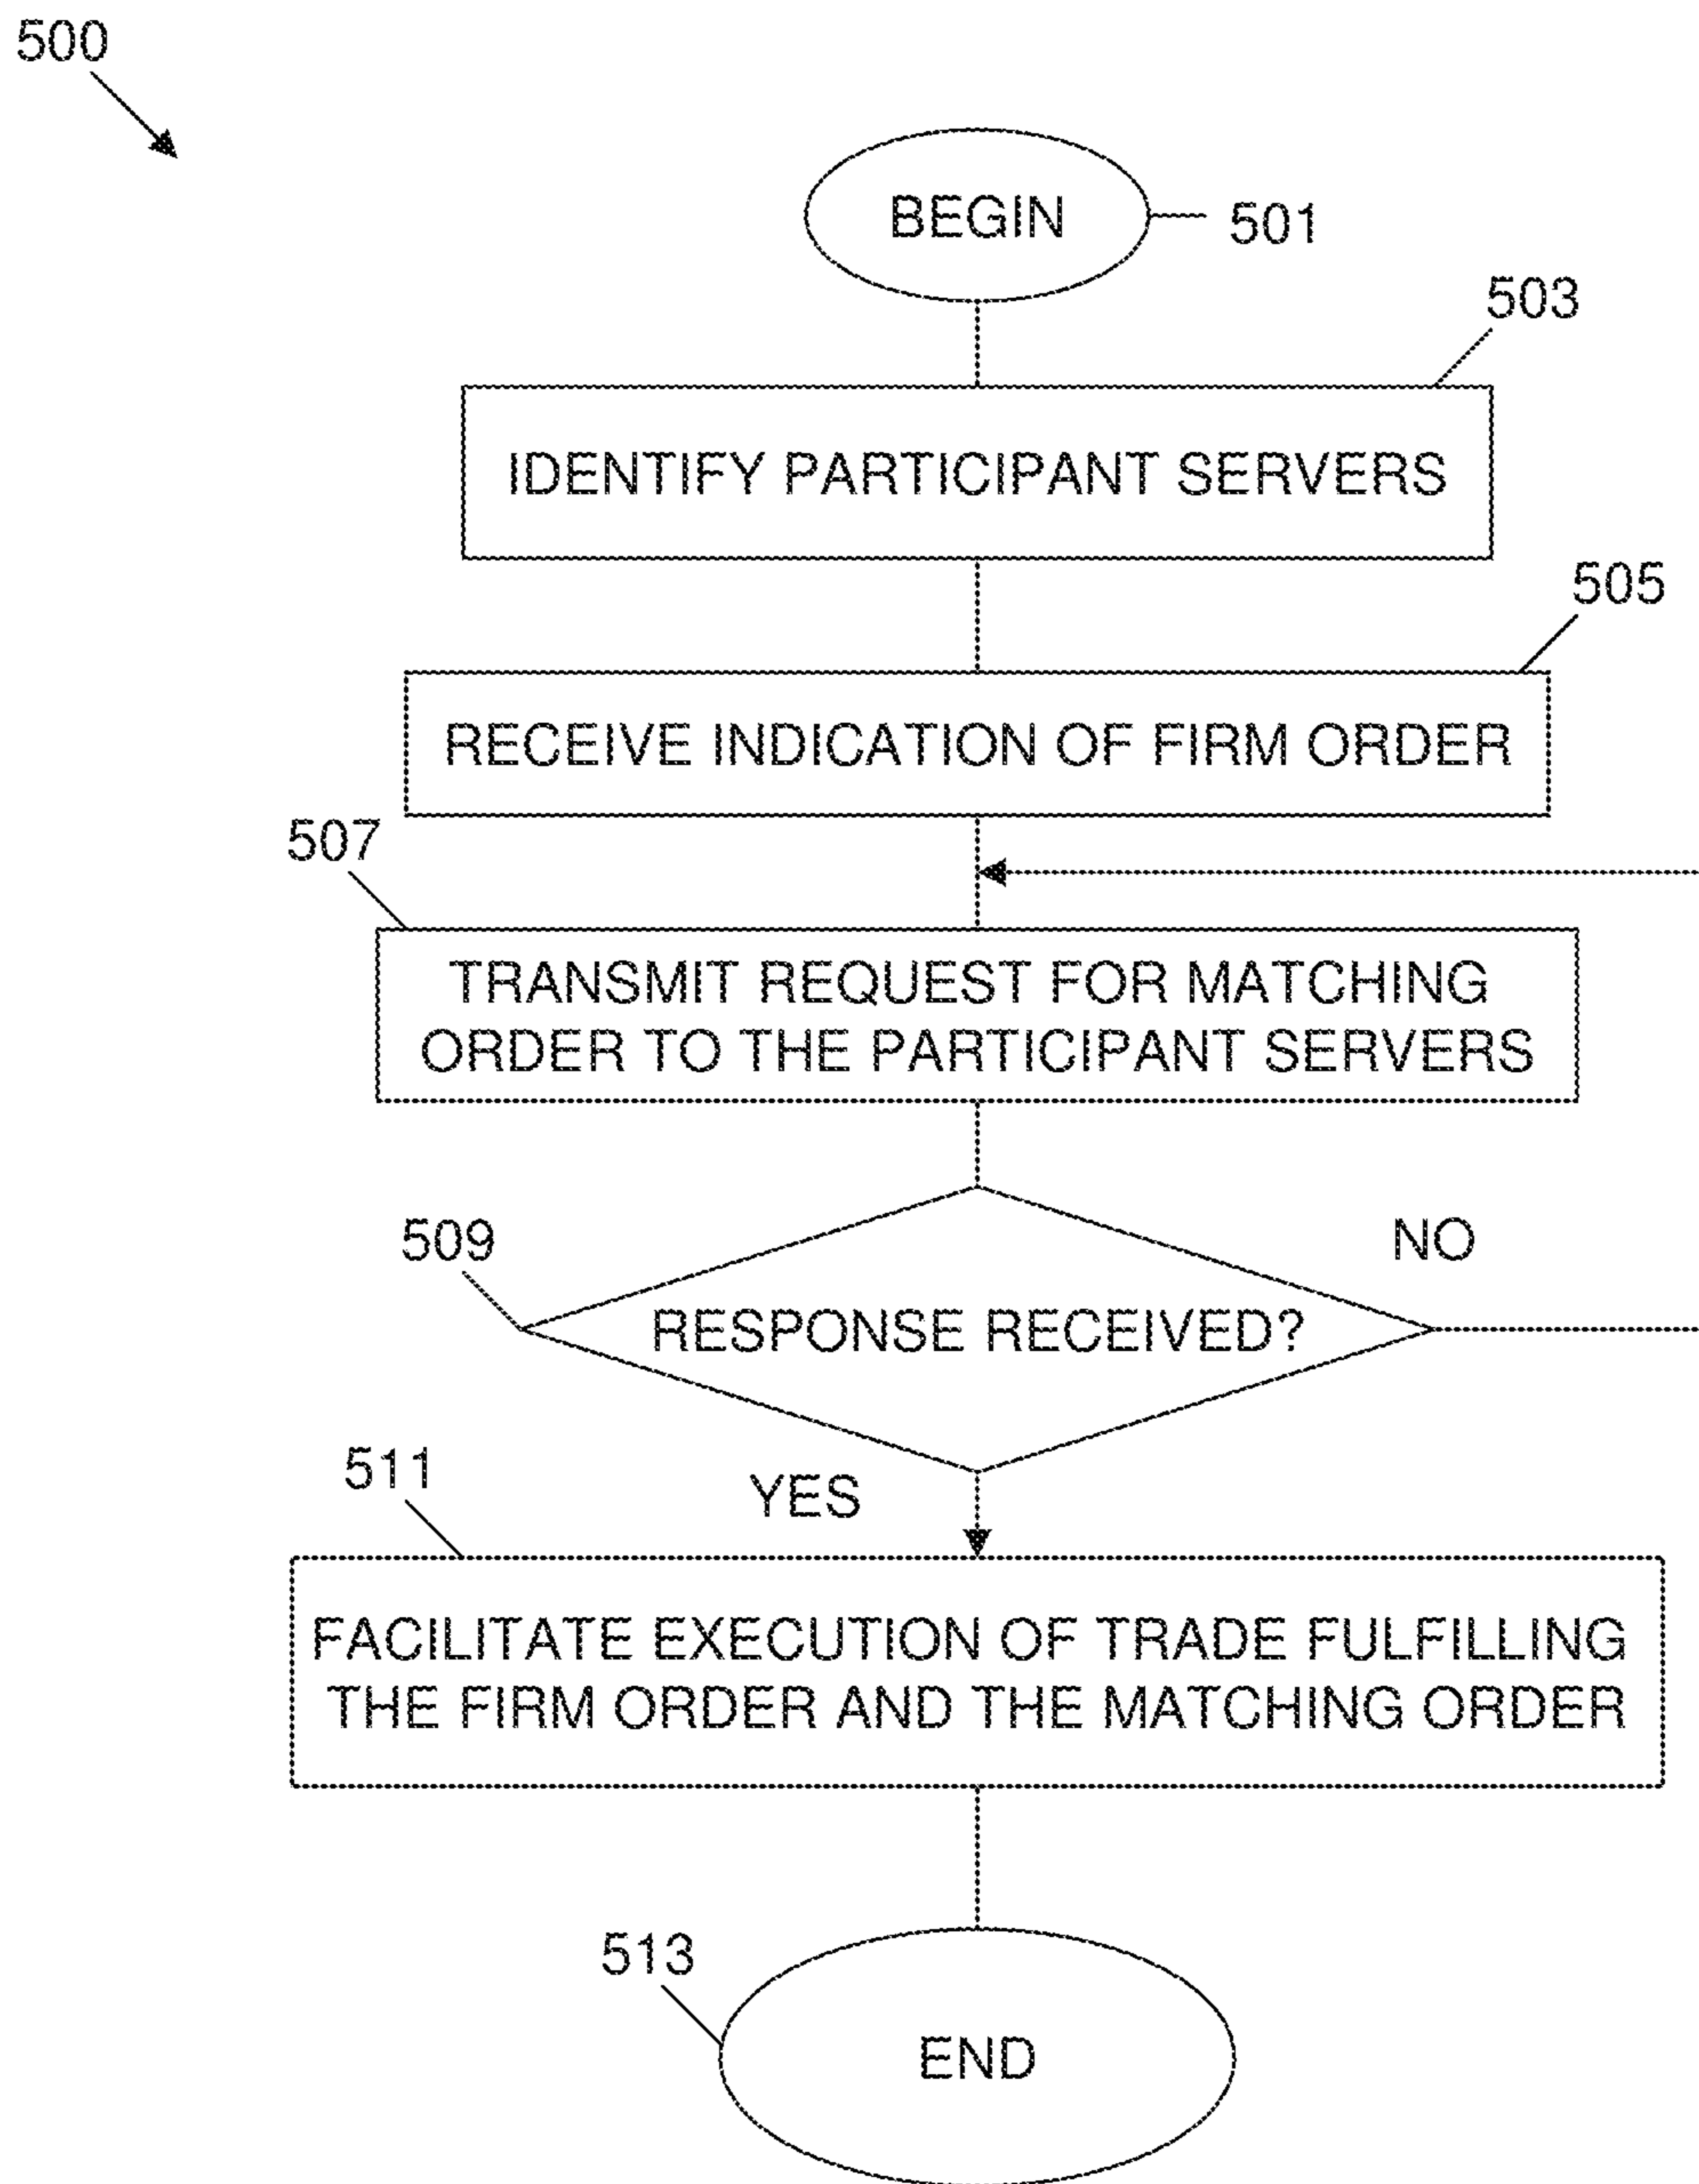 500
BEGIN
501
503
IDENTIFY PARTICIPANT SERVERS
505
RECEIVE INDICATION OF FIRM ORDER
507
TRANSMIT REQUEST FOR MATCHING
ORDER TO THE PARTICIPANT SERVERS
509
NO
RESPONSE RECEIVED?
511
YES
FACILITATE EXECUTION OF TRADE FULFILLING
THE FIRM ORDER AND THE MATCHING ORDER
513
END